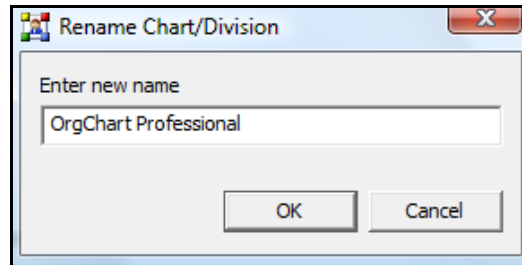 Rename Chart/Division
Enter new name
OrgChart Professional
OK
Cancel